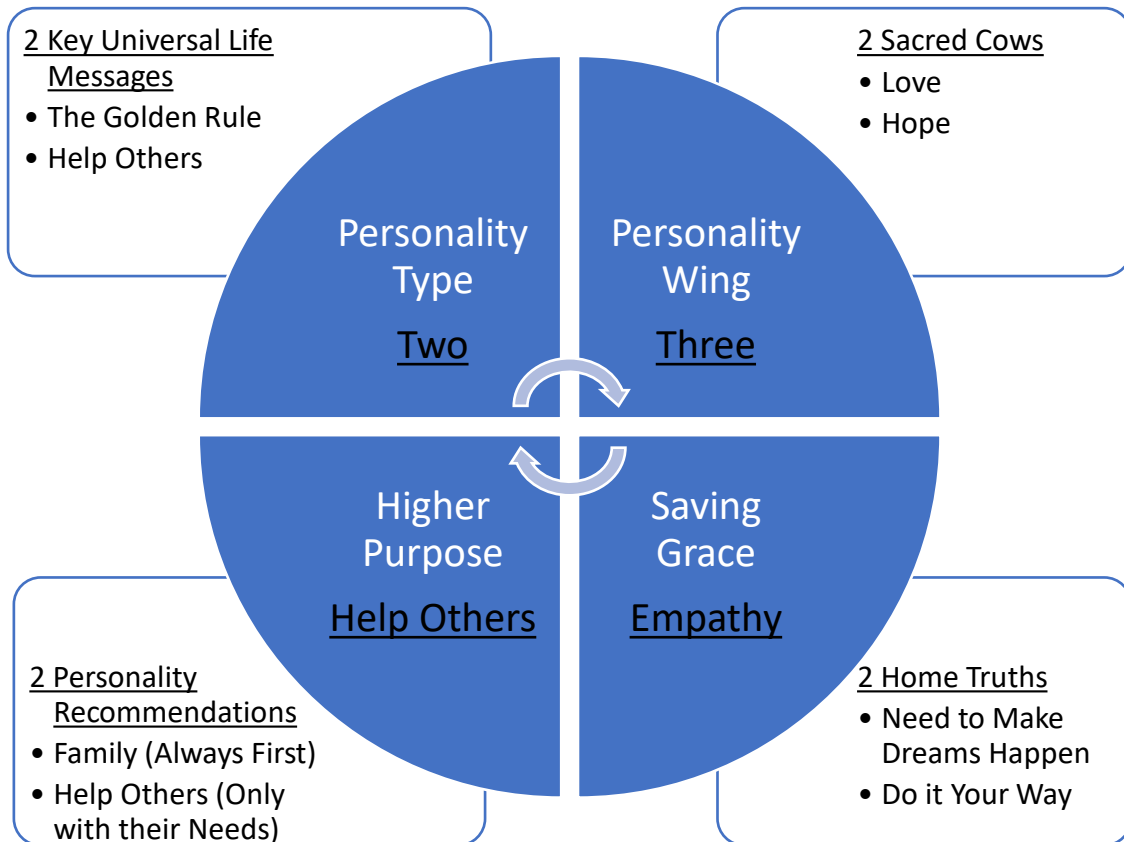 2 Key Universal Life
Messages
• The Golden Rule
• Help Others
2 Sacred Cows
• Love
• Hope
Personality
Type
Two
Personality
Wing
Three
Higher
Purpose
Help Others
Saving
Grace
Empathy
2 Personality
Recommendations
• Family (Always First)
• Help Others (Only
with their Needs)
2 Home Truths
• Need to Make
Dreams Happen
• Do it Your Way